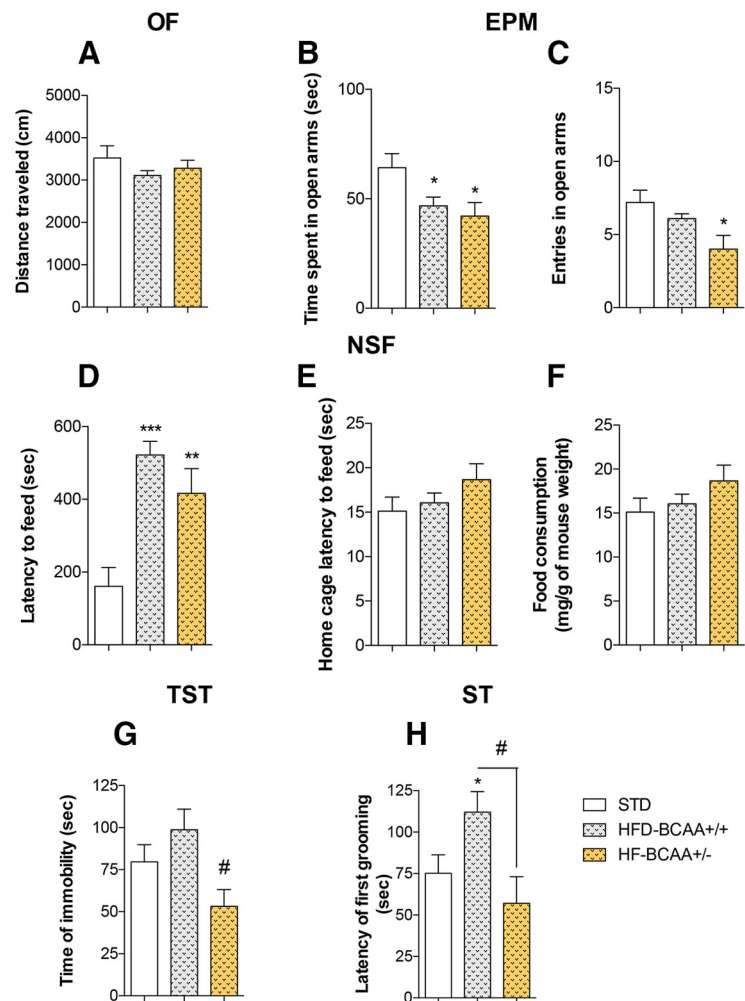 OF
EPM
A
B
C
Distance traveled (cm)
5000
4000
3000
2000
1000
0
Time spent in open arms (sec)
100
50
0
*
*
Entries in open arms
15
10
5
0
*
NSF
D
E
F
Latency to feed (sec)
600
400
200
0
***
**
Home cage latency to feed (sec)
25
20
15
10
5
0
Food consumption
(mg/g of mouse weight)
25
20
15
10
5
0
TST
ST
G
H
Time of immobility (sec)
125
100
75
50
25
0
#
Latency of first grooming
(sec)
125
100
75
50
25
0
*
#
STD
HFD-BCAA+/+
HF-BCAA+/-